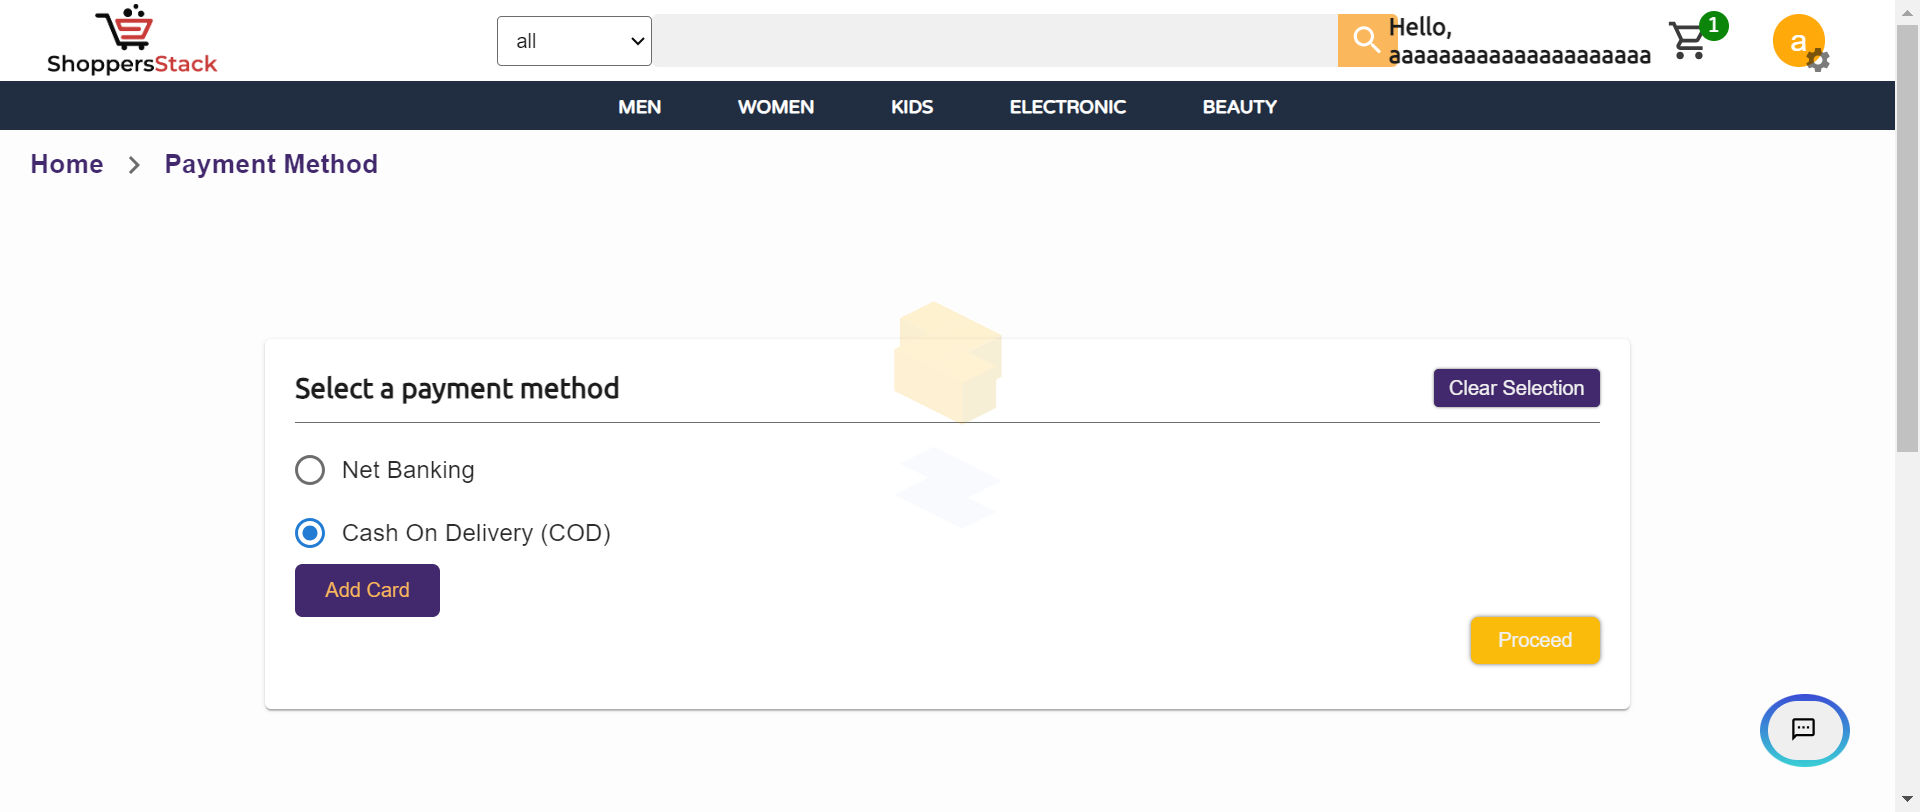 ShoppersStack
all
Hello,
aaaaaaaaaaaaaaaaaaaaa
1
a
MEN WOMEN KIDS ELECTRONIC BEAUTY
Home > Payment Method
Select a payment method
Clear Selection
Net Banking
Cash On Delivery (COD)
Add Card
Proceed